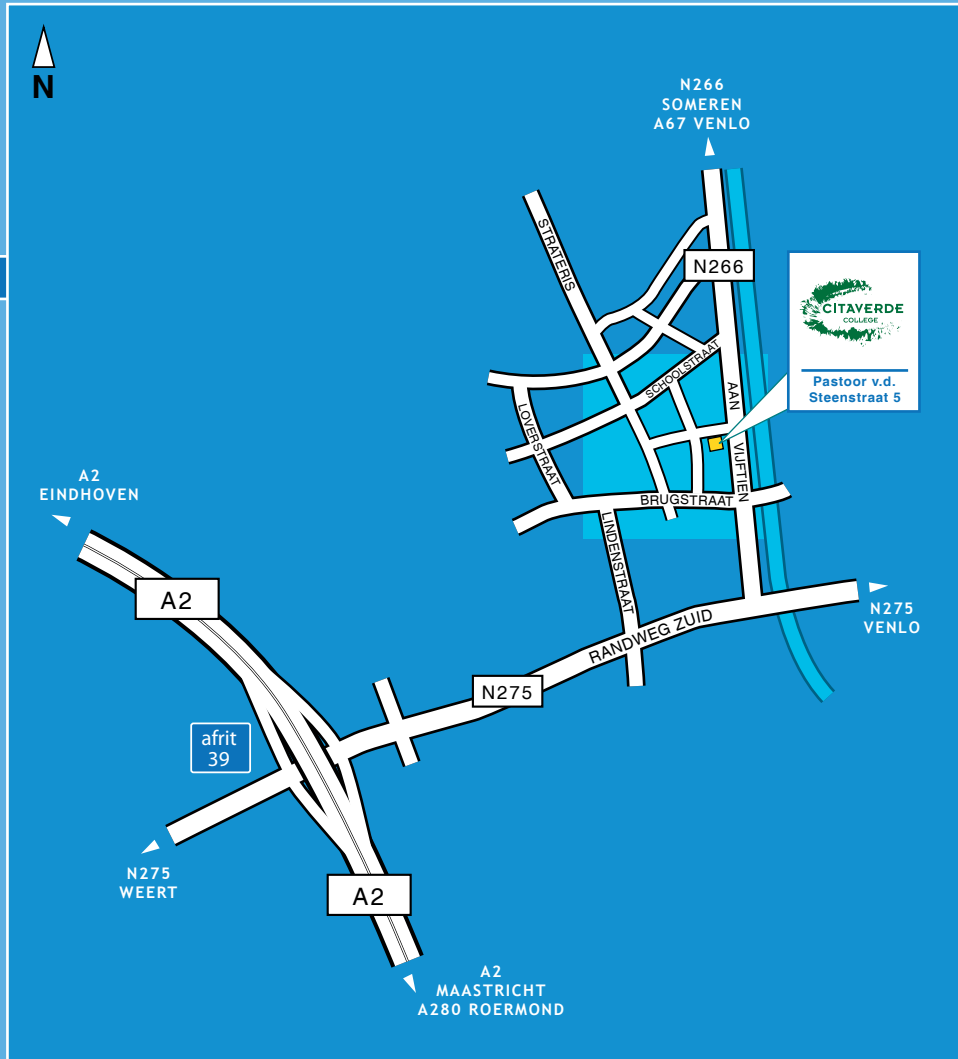 N
N266
SOMEREN
A67 VENLO
STRATERIS
N266
CITAVERDE
COLLEGE
Pastoor v.d.
Steenstraat 5
SCHOOLSTRAAT
AAN
VIJFTIEN
LOVERSTRAAT
BRUGSTRAAT
LINDENSTRAAT
A2
EINDHOVEN
A2
N275
VENLO
RANDWEG ZUID
N275
afrit
39
N275
WEERT
A2
A2
MAASTRICHT
A280 ROERMOND